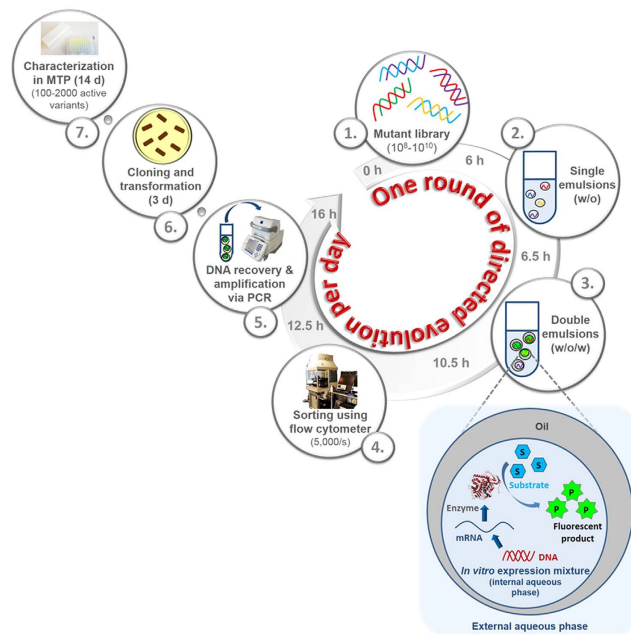 1.
Mutant library
(10⁸-10¹⁰)
0 h
6 h
2.
Single
emulsions
(w/o)
6.5 h
3.
Double
emulsions
(w/o/w)
10.5 h
Sorting using
flow cytometer
(5,000/s)
4.
12.5 h
DNA recovery &
amplification
via PCR
5.
16 h
One round of directed evolution per day
Cloning and
transformation
(3 d)
6.
Characterization
in MTP (14 d)
(100-2000 active
variants)
7.
Oil
S
S S
Substrate
Enzyme
P
P P
Fluorescent
product
mRNA
DNA
In vitro expression mixture
(internal aqueous
phase)
External aqueous phase